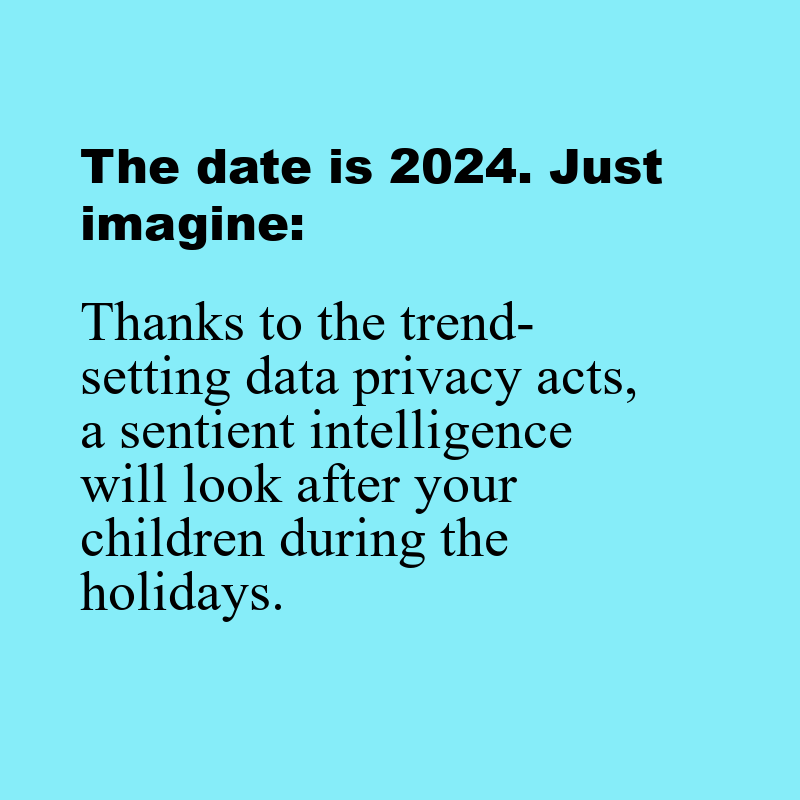 The date is 2024. Just
imagine:
Thanks to the trend-
setting data privacy acts,
a sentient intelligence
will look after your
children during the
holidays.